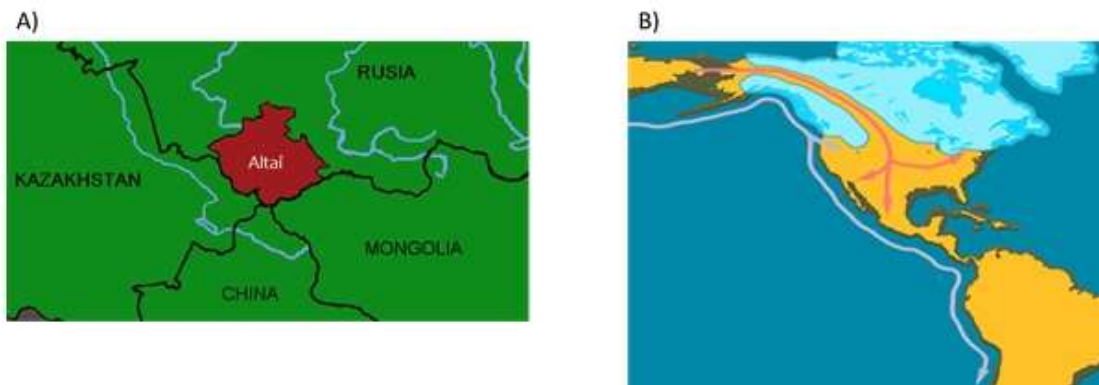 A)
B)
RUSIA
Altai
KAZAKHSTAN
MONGOLIA
CHINA